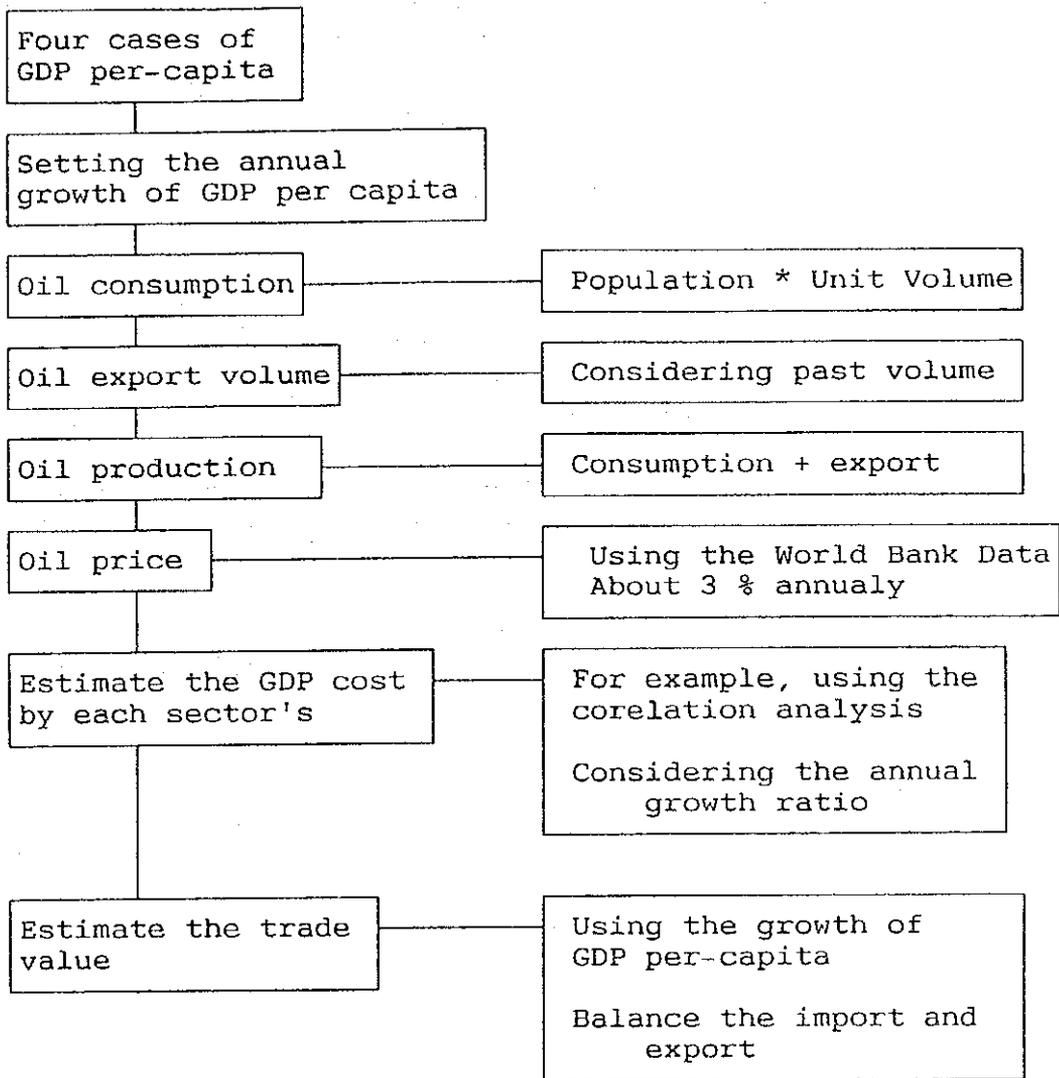 Four cases of
GDP per-capita
Setting the annual
growth of GDP per capita
Oil consumption
Population * Unit Volume
Oil export volume
Considering past volume
Oil production
Consumption + export
Oil price
Using the World Bank Data
About 3 % annualy
Estimate the GDP cost
by each sector's
For example, using the
corelation analysis
Considering the annual
growth ratio
Estimate the trade
value
Using the growth of
GDP per-capita
Balance the import and
export